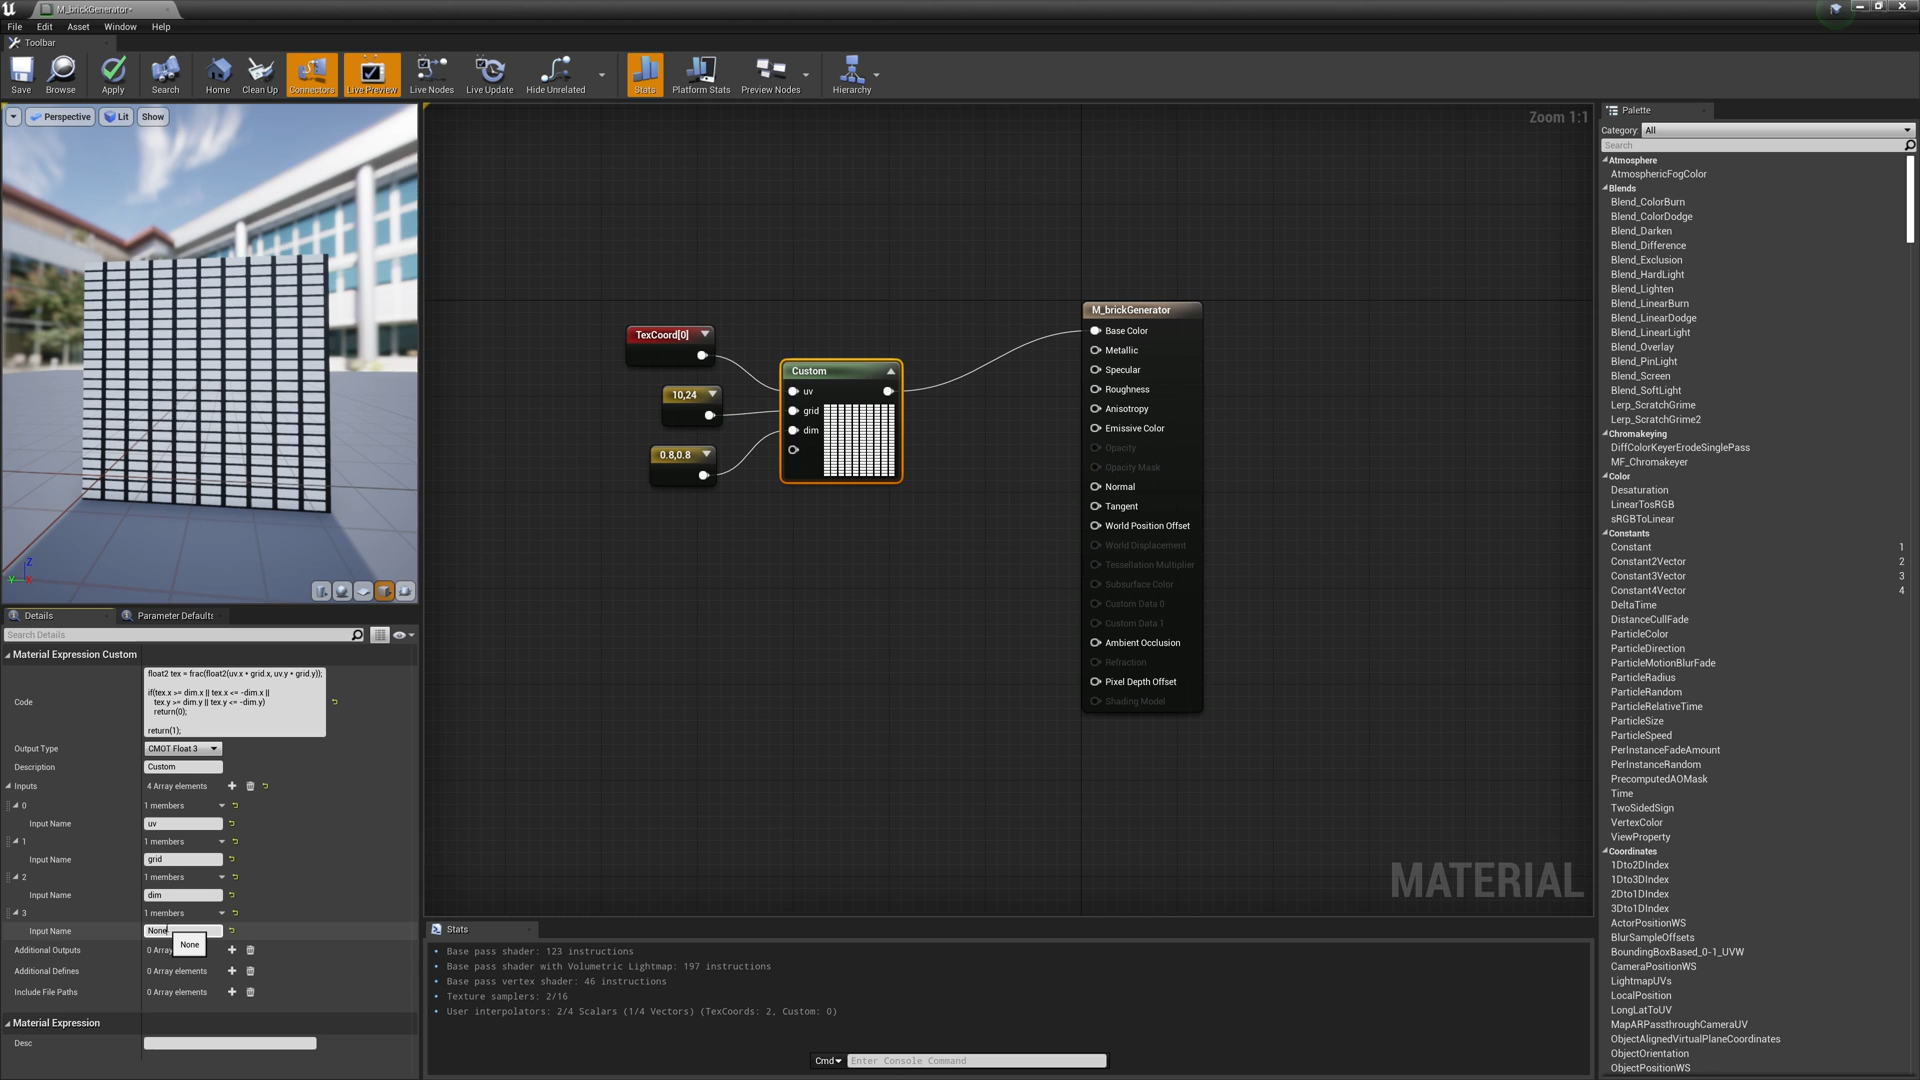 M_brickGenerator*
File
Edit
Asset
Window
Help
Toolbar
Save
Browse
Apply
Search
Home
Clean Up
Connectors
Live Preview
Live Nodes
Live Update
Hide Unrelated
Stats
Platform Stats
Preview Nodes
Hierarchy
Perspective
Lit
Show
Zoom 1:1
TexCoord[0]
10,24
0.8,0.8
Custom
uv
grid
dim
M_brickGenerator
Base Color
Metallic
Specular
Roughness
Anisotropy
Emissive Color
Opacity
Opacity Mask
Normal
Tangent
World Position Offset
World Displacement
Tessellation Multiplier
Subsurface Color
Custom Data 0
Custom Data 1
Ambient Occlusion
Refraction
Pixel Depth Offset
Shading Model
MATERIAL
Z
Y
X
Details
Parameter Defaults
Search Details
Material Expression Custom
Code
float2 tex = frac(float2(uv.x * grid.x, uv.y * grid.y));
if(tex.x >= dim.x || tex.x <= -dim.x ||
tex.y >= dim.y || tex.y <= -dim.y)
return(0);
return(1);
Output Type
CMOT Float 3
Description
Custom
Inputs
4 Array elements
0
1 members
Input Name
uv
1
1 members
Input Name
grid
2
1 members
Input Name
dim
3
1 members
Input Name
None
None
Additional Outputs
0 Array
Additional Defines
0 Array elements
Include File Paths
0 Array elements
Material Expression
Desc
Stats
Base pass shader: 123 instructions
Base pass shader with Volumetric Lightmap: 197 instructions
Base pass vertex shader: 46 instructions
Texture samplers: 2/16
User interpolators: 2/4 Scalars (1/4 Vectors) (TexCoords: 2, Custom: 0)
Cmd
Enter Console Command
Palette
Category: All
Search
Atmosphere
AtmosphericFogColor
Blends
Blend_ColorBurn
Blend_ColorDodge
Blend_Darken
Blend_Difference
Blend_Exclusion
Blend_HardLight
Blend_Lighten
Blend_LinearBurn
Blend_LinearDodge
Blend_LinearLight
Blend_Overlay
Blend_PinLight
Blend_Screen
Blend_SoftLight
Lerp_ScratchGrime
Lerp_ScratchGrime2
Chromakeying
DiffColorKeyerErodeSinglePass
MF_Chromakeyer
Color
Desaturation
LinearTosRGB
sRGBToLinear
Constants
Constant 1
Constant2Vector 2
Constant3Vector 3
Constant4Vector 4
DeltaTime
DistanceCullFade
ParticleColor
ParticleDirection
ParticleMotionBlurFade
ParticleRadius
ParticleRandom
ParticleRelativeTime
ParticleSize
ParticleSpeed
PerInstanceFadeAmount
PerInstanceRandom
PrecomputedAOMask
Time
TwoSidedSign
VertexColor
ViewProperty
Coordinates
1Dto2DIndex
1Dto3DIndex
2Dto1DIndex
3Dto1DIndex
ActorPositionWS
BlurSampleOffsets
BoundingBoxBased_0-1_UVW
CameraPositionWS
LightmapUVs
LocalPosition
LongLatToUV
MapARPassthroughCameraUV
ObjectAlignedVirtualPlaneCoordinates
ObjectOrientation
ObjectPositionWS